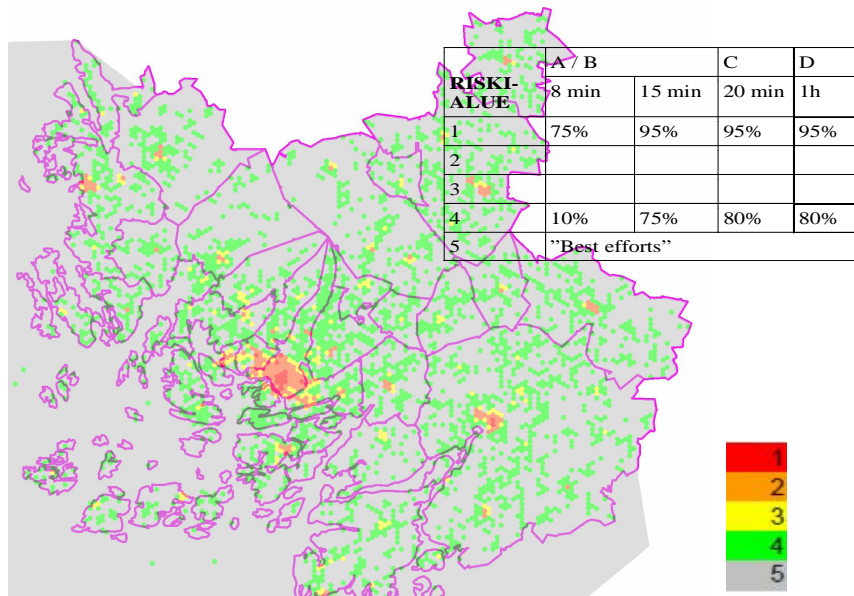 A / B C D
RISKI-
ALUE
8 min 15 min 20 min 1h
1 75% 95% 95% 95%
2
3
4 10% 75% 80% 80%
5 ”Best efforts”
1
2
3
4
5